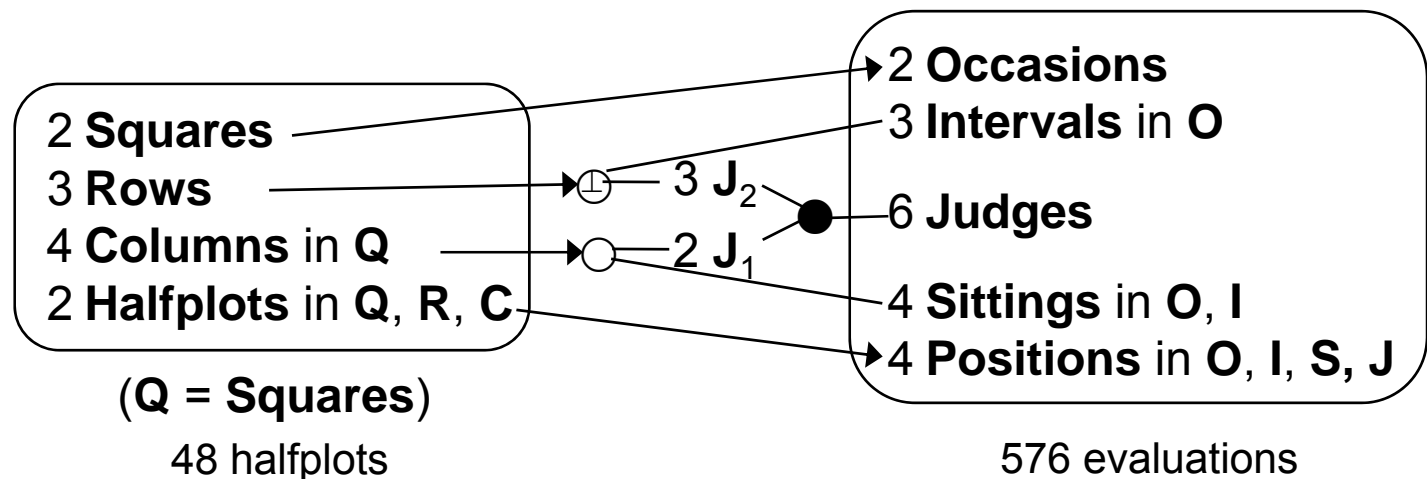 2 Squares
3 Rows
4 Columns in Q
2 Halfplots in Q, R, C
(Q = Squares)
48 halfplots
⊥
3 J₂
2 J₁
2 Occasions
3 Intervals in O
6 Judges
4 Sittings in O, I
4 Positions in O, I, S, J
576 evaluations